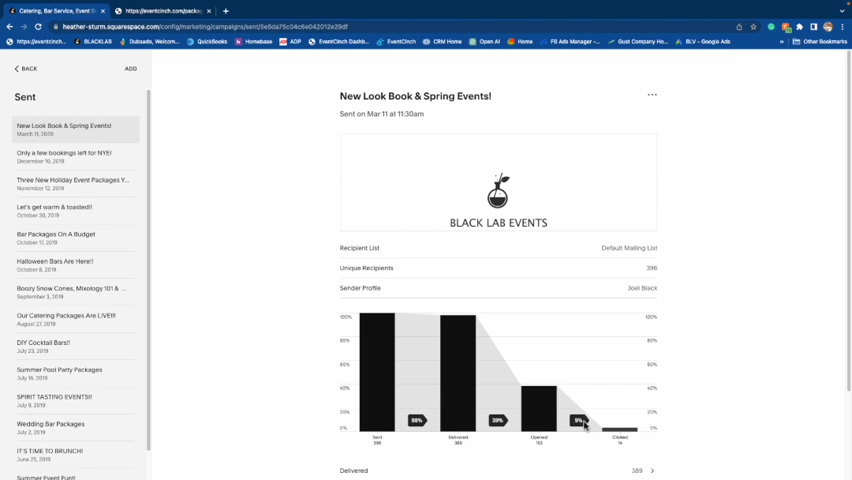 Catering, Bar Service, Event S
https://eventcinch.com/packag
heather-sturm.squarespace.com/config/marketing/campaigns/sent/5e5da75c04c6e042012e29df
https://eventcinch...
BLACKLAB
Dubsado, Welcom...
QuickBooks
Homebase
ADP
EventCinch Dashb...
EventCinch
CRM Home
Open AI
Home
FB Ads Manager -...
Gust Company Ho...
BLV - Google Ads
Other Bookmarks
BACK
ADD
Sent
New Look Book & Spring Events!
March 11, 2020
Only a few bookings left for NYE!
December 10, 2019
Three New Holiday Event Packages Y...
November 12, 2019
Let's get warm & toasted!!
October 30, 2019
Bar Packages On A Budget
October 17, 2019
Halloween Bars Are Here!!
October 8, 2019
Boozy Snow Cones, Mixology 101 & ...
September 3, 2019
Our Catering Packages Are LIVE!!!
August 27, 2019
DIY Cocktail Bars!!
July 23, 2019
Summer Pool Party Packages
July 16, 2019
SPIRIT TASTING EVENTS!!
July 9, 2019
Wedding Bar Packages
July 2, 2019
IT'S TIME TO BRUNCH!
June 25, 2019
Summer Event Fun!!
New Look Book & Spring Events!
...
Sent on Mar 11 at 11:30am
BLACK LAB EVENTS
Recipient List
Default Mailing List
Unique Recipients
396
Sender Profile
Joel Black
100%
80%
60%
40%
20%
0%
98%
39%
9%
100%
80%
60%
40%
20%
0%
Sent
396
Delivered
389
Opened
152
Clicked
14
Delivered
389